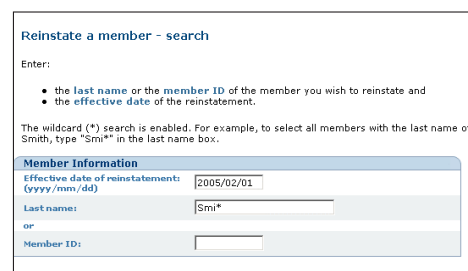 Reinstate a member - search
Enter:
• the last name or the member ID of the member you wish to reinstate and
• the effective date of the reinstatement.
The wildcard (*) search is enabled. For example, to select all members with the last name of
Smith, type "Smi*" in the last name box.
Member Information
Effective date of reinstatement:
(yyyy/mm/dd)
2005/02/01
Last name:
Smi*
or
Member ID: